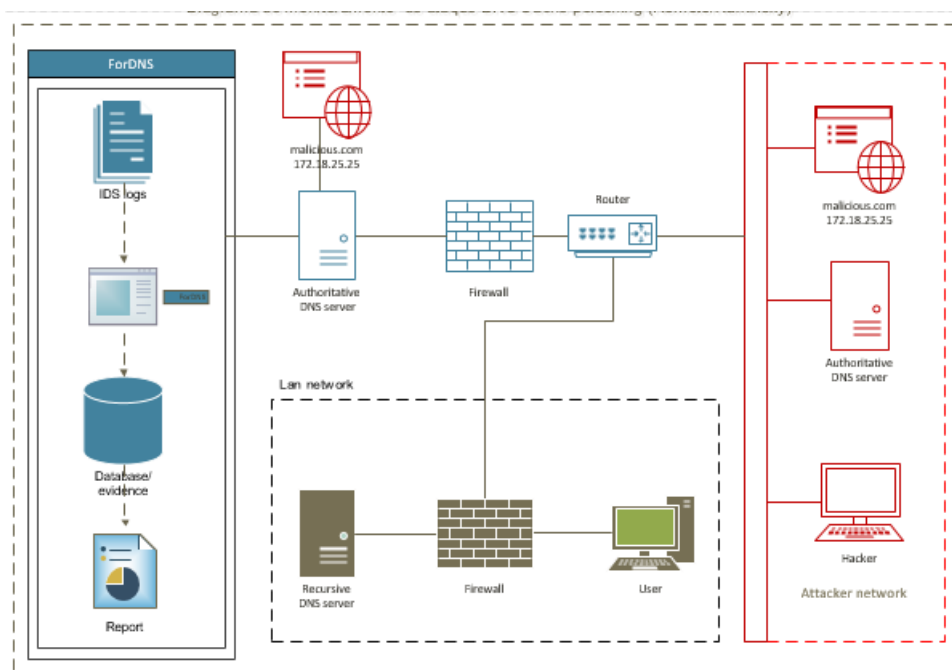 ForDNS
IDS logs
ForDNS
Database/
evidence
Report
malicious.com
172.18.25.25
Authoritative
DNS server
Firewall
Router
Lan network
Recursive
DNS server
Firewall
User
malicious.com
172.18.25.25
Authoritative
DNS server
Hacker
Attacker network